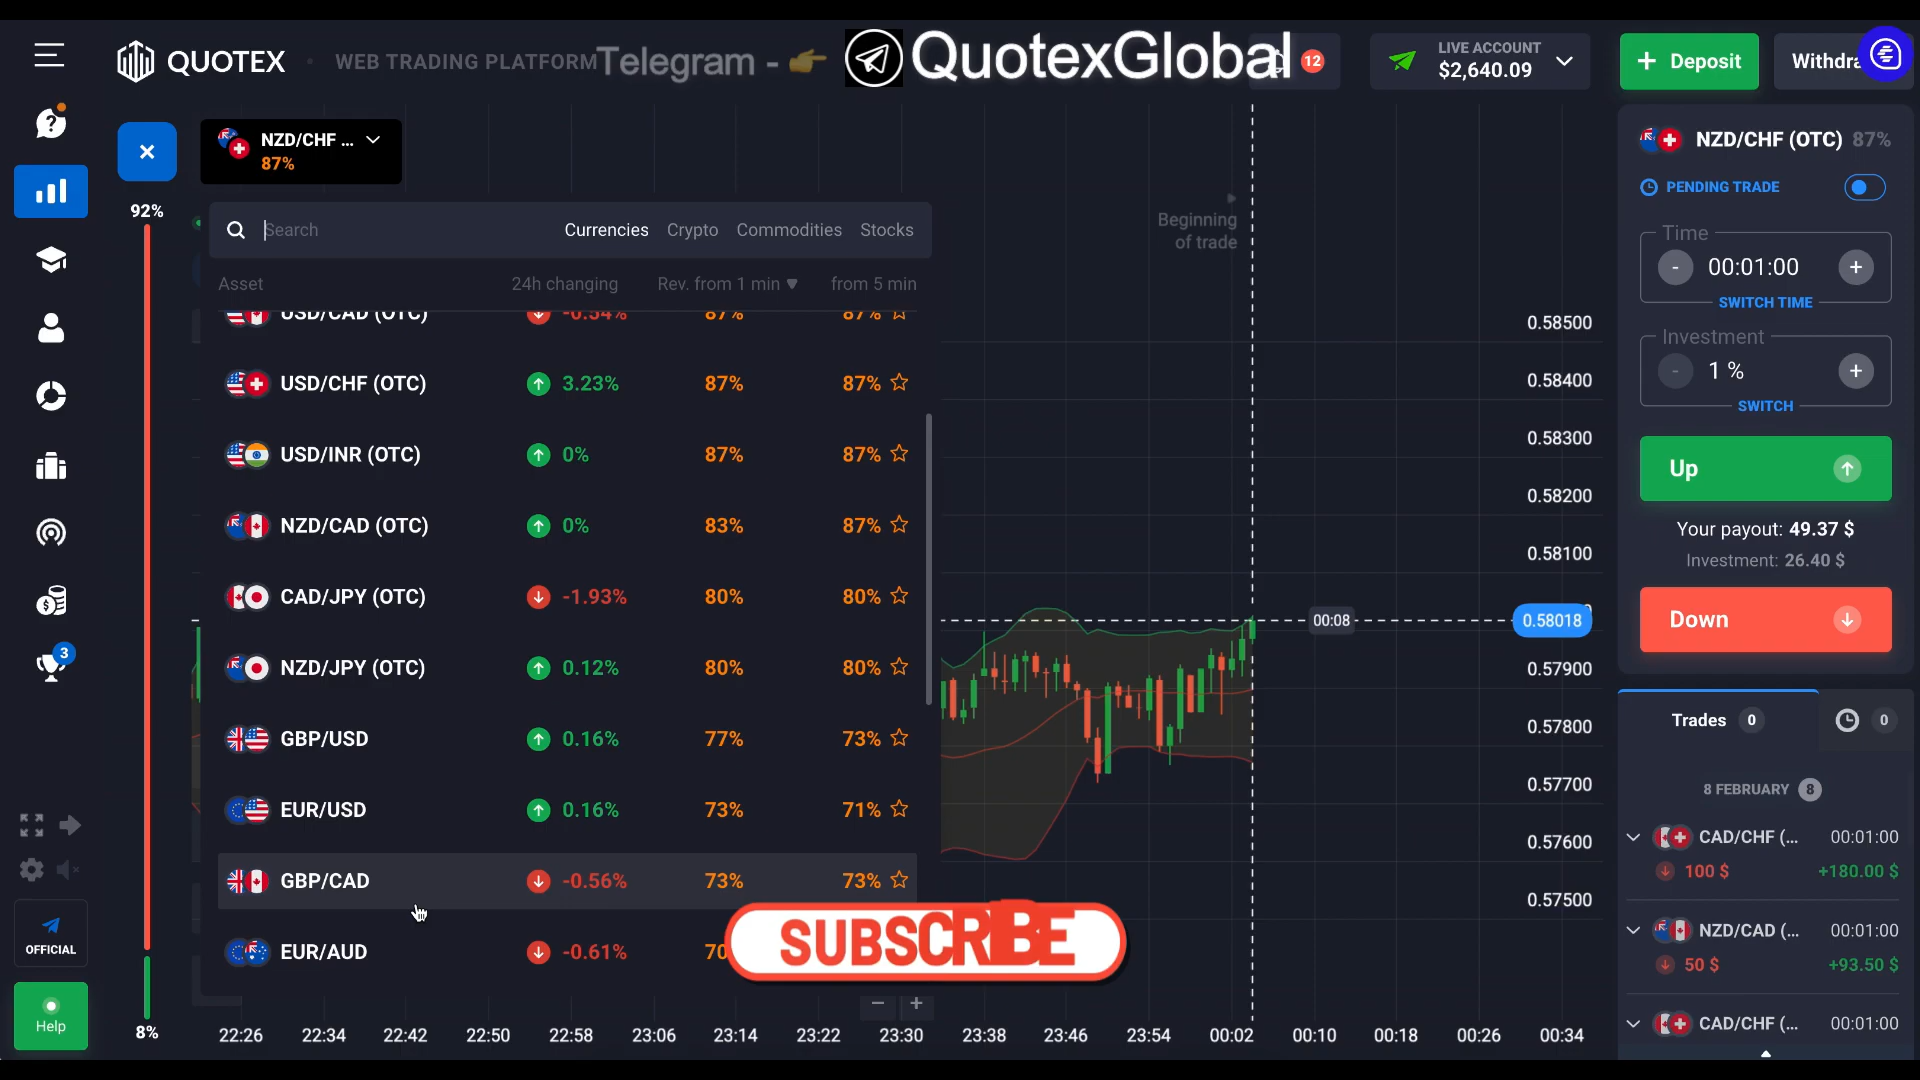 QUOTEX
WEB TRADING PLATFORM
Telegram - QuotexGlobal
12
LIVE ACCOUNT
$2,640.09
+ Deposit
NZD/CHF ...
87%
92%
Search
Currencies Crypto Commodities Stocks
Asset 24h changing Rev. from 1 min from 5 min
USD/CAD (OTC) -0.54% 87% 87%
USD/CHF (OTC) 3.23% 87% 87%
USD/INR (OTC) 0% 87% 87%
NZD/CAD (OTC) 0% 83% 87%
CAD/JPY (OTC) -1.93% 80% 80%
NZD/JPY (OTC) 0.12% 80% 80%
GBP/USD 0.16% 77% 73%
EUR/USD 0.16% 73% 71%
GBP/CAD -0.56% 73% 73%
EUR/AUD -0.61%
SUBSCRIBE
Beginning
of trade
0.58500
0.58400
0.58300
0.58200
0.58100
00:08
0.58018
0.57900
0.57800
0.57700
0.57600
0.57500
22:26 22:34 22:42 22:50 22:58 23:06 23:14 23:22 23:30 23:38 23:46 23:54 00:02 00:10 00:18 00:26 00:34
8%
3
OFFICIAL
Help
NZD/CHF (OTC) 87%
PENDING TRADE
Time
- 00:01:00 +
SWITCH TIME
Investment
- 1 % +
SWITCH
Up
Your payout: 49.37 $
Investment: 26.40 $
Down
Trades 0
0
8 FEBRUARY 8
CAD/CHF (... 00:01:00
100 $ +180.00 $
NZD/CAD (... 00:01:00
50 $ +93.50 $
CAD/CHF (... 00:01:00